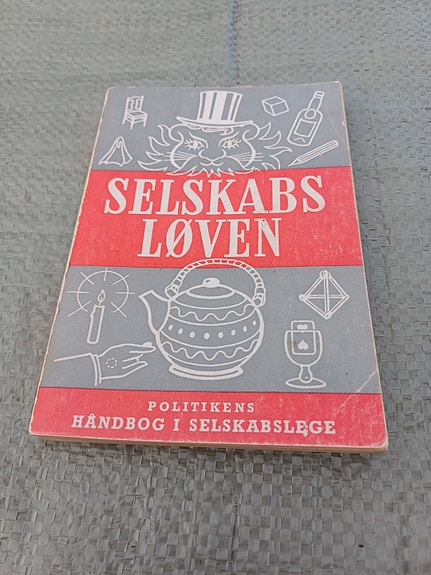 SELSKABS
LØVEN
POLITIKENS
HÅNDBOG I SELSKABSLEGE